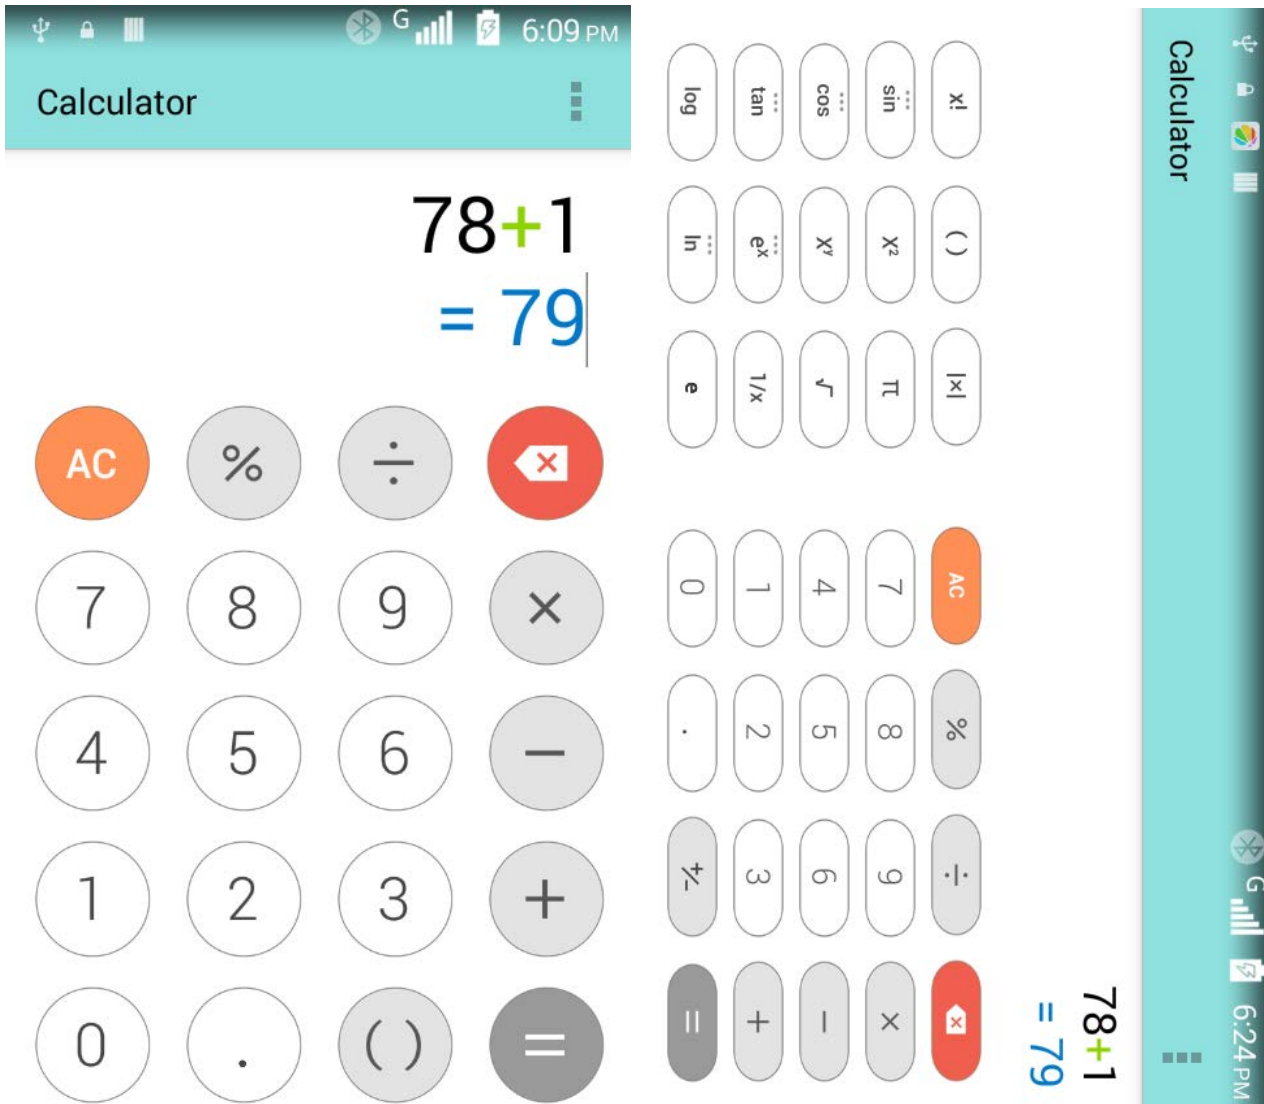 G 6:09 PM
Calculator
78+1
= 79
AC % ÷
7 8 9 ×
4 5 6 −
1 2 3 +
0 . ( ) =
G 6:24 PM
Calculator
78+1
= 79
x! ( ) |x| AC % ÷
sin x² π 7 8 9 ×
cos xʸ √ 4 5 6 −
tan eˣ 1/x 1 2 3 +
log ln e 0 . +/− =